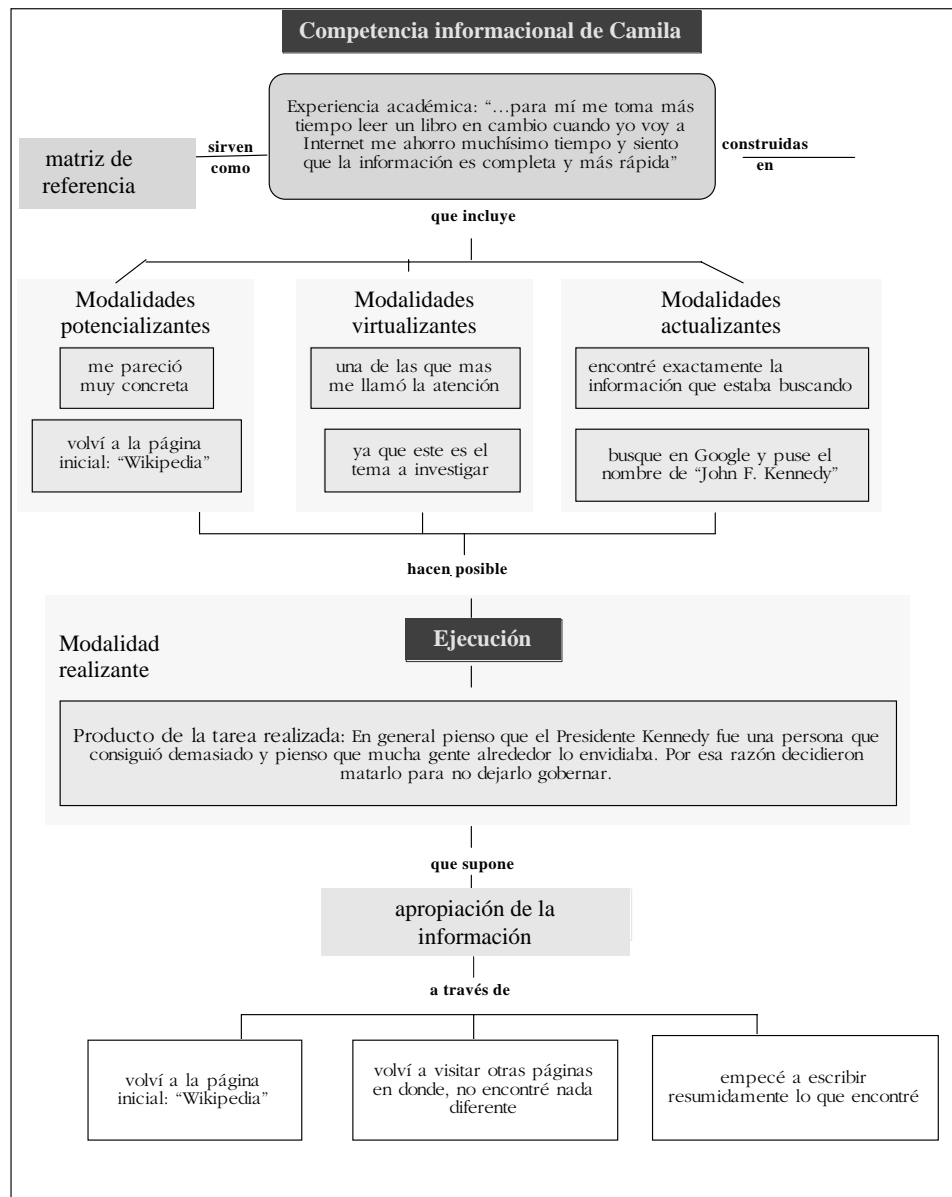 Competencia informacional de Camila
Experiencia académica: “…para mí me toma más
tiempo leer un libro en cambio cuando yo voy a
Internet me ahorro muchísimo tiempo y siento
que la información es completa y más rápida”
matriz de
referencia
sirven
como
construidas
en
que incluye
Modalidades
potencializantes
me pareció
muy concreta
volví a la página
inicial: “Wikipedia”
Modalidades
virtualizantes
una de las que mas
me llamó la atención
ya que este es el
tema a investigar
Modalidades
actualizantes
encontré exactamente la
información que estaba buscando
busque en Google y puse el
nombre de “John F. Kennedy”
hacen posible
Modalidad
realizante
Ejecución
Producto de la tarea realizada: En general pienso que el Presidente Kennedy fue una persona que
consiguió demasiado y pienso que mucha gente alrededor lo envidiaba. Por esa razón decidieron
matarlo para no dejarlo gobernar.
que supone
apropiación de la
información
a través de
volví a la página
inicial: “Wikipedia”
volví a visitar otras páginas
en donde, no encontré nada
diferente
empecé a escribir
resumidamente lo que encontré